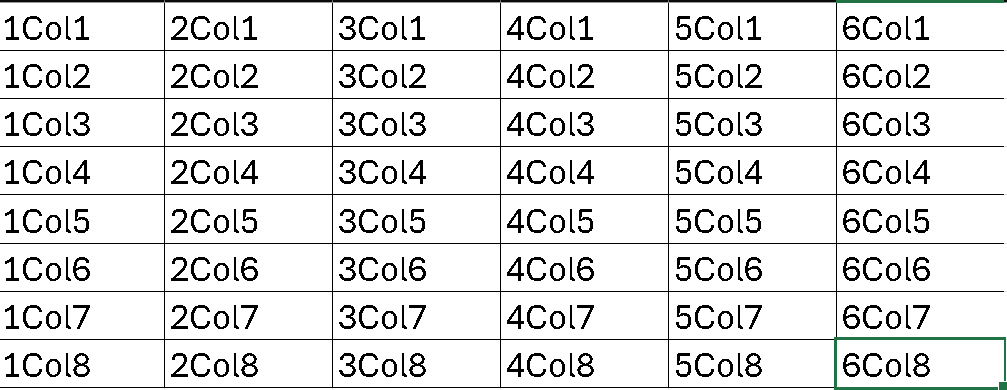 1Col1 2Col1 3Col1 4Col1 5Col1 6Col1
1Col2 2Col2 3Col2 4Col2 5Col2 6Col2
1Col3 2Col3 3Col3 4Col3 5Col3 6Col3
1Col4 2Col4 3Col4 4Col4 5Col4 6Col4
1Col5 2Col5 3Col5 4Col5 5Col5 6Col5
1Col6 2Col6 3Col6 4Col6 5Col6 6Col6
1Col7 2Col7 3Col7 4Col7 5Col7 6Col7
1Col8 2Col8 3Col8 4Col8 5Col8 6Col8